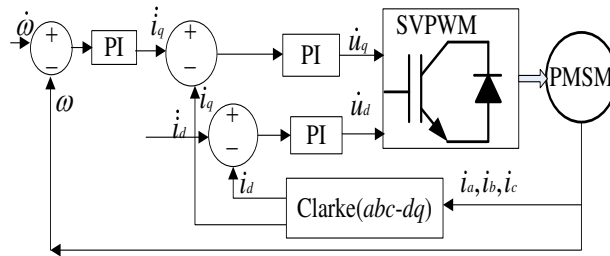 ω̇ + − PI i̇q + − PI u̇q SVPWM PMSM
ω iq
i̇d + − PI u̇d
id
Clarke(abc-dq) ia,ib,ic